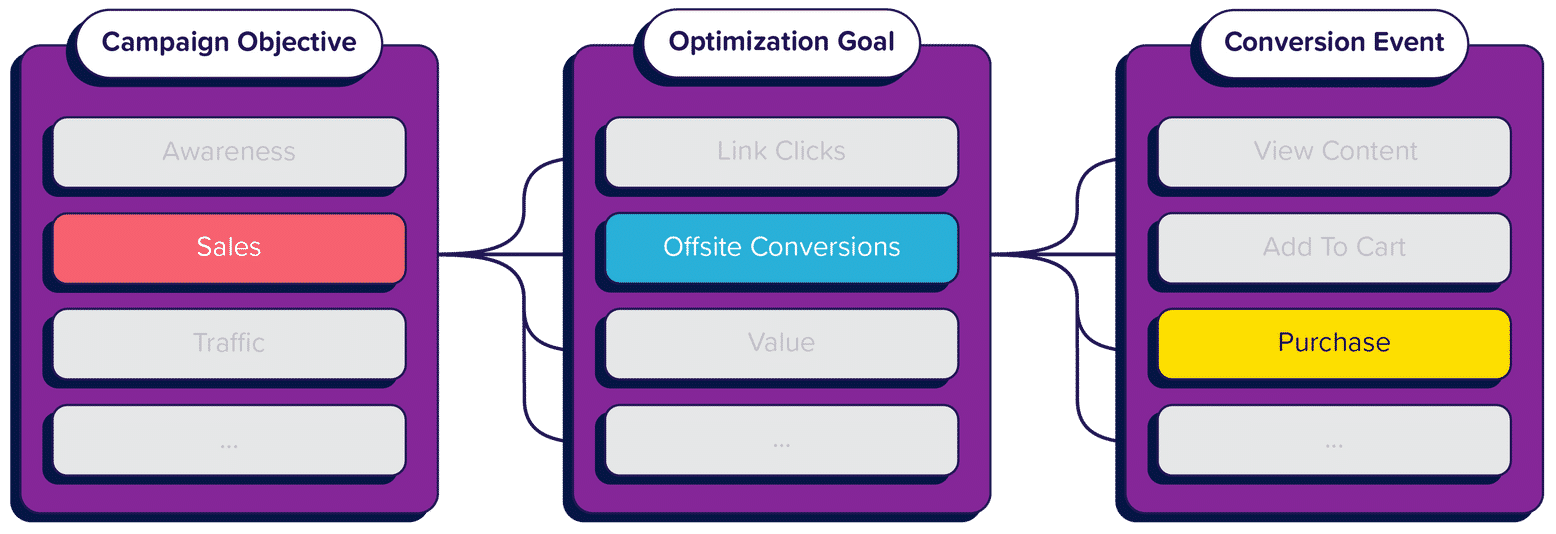 Campaign Objective
Awareness
Sales
Traffic
...
Optimization Goal
Link Clicks
Offsite Conversions
Value
...
Conversion Event
View Content
Add To Cart
Purchase
...